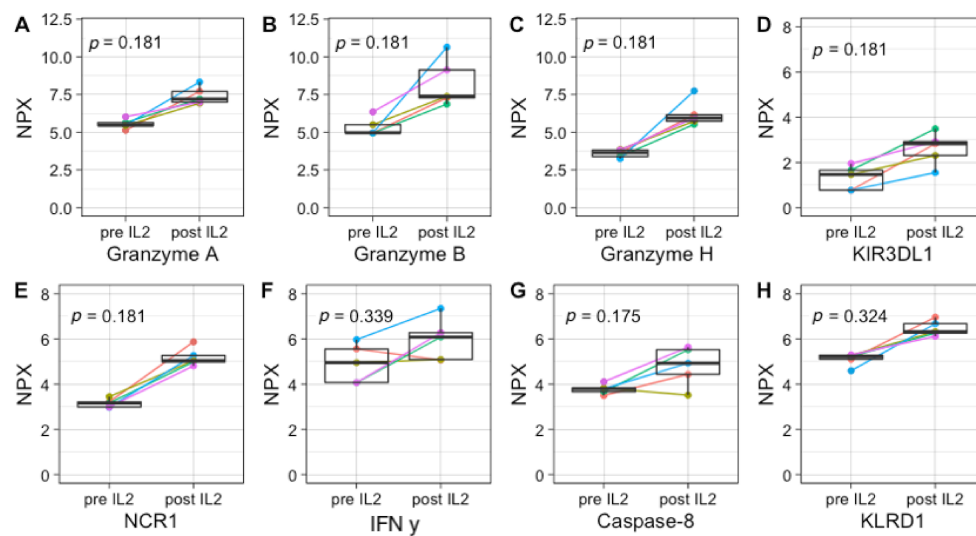 A
p = 0.181
NPX
12.5
10.0
7.5
5.0
2.5
0.0
pre IL2 post IL2
Granzyme A
B
p = 0.181
NPX
12.5
10.0
7.5
5.0
2.5
0.0
pre IL2 post IL2
Granzyme B
C
p = 0.181
NPX
12.5
10.0
7.5
5.0
2.5
0.0
pre IL2 post IL2
Granzyme H
D
p = 0.181
NPX
8
6
4
2
0
pre IL2 post IL2
KIR3DL1
E
p = 0.181
NPX
8
6
4
2
0
pre IL2 post IL2
NCR1
F
p = 0.339
NPX
8
6
4
2
0
pre IL2 post IL2
IFN y
G
p = 0.175
NPX
8
6
4
2
0
pre IL2 post IL2
Caspase-8
H
p = 0.324
NPX
8
6
4
2
0
pre IL2 post IL2
KLRD1